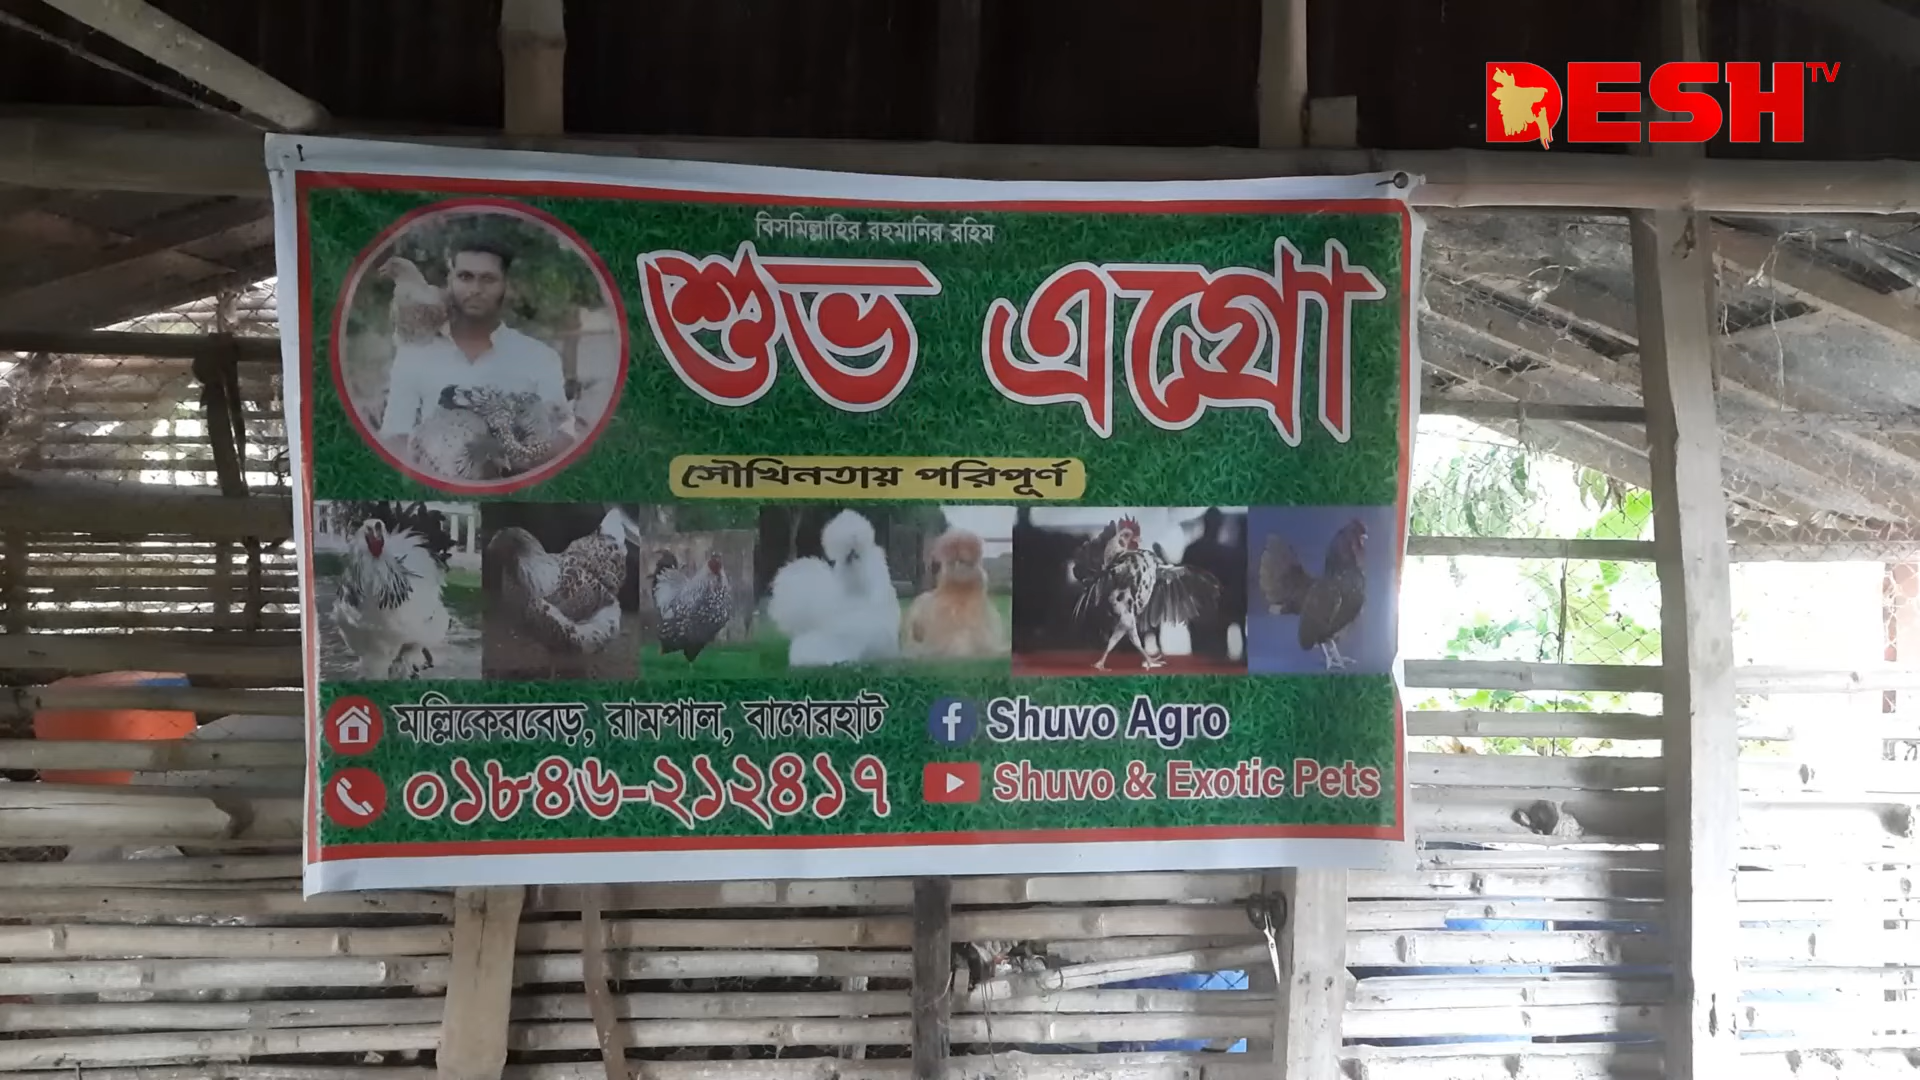 DESH TV
বিসমিল্লাহির রহমানির রহিম
শুভ এগ্রো
সৌখিনতায় পরিপূর্ণ
মল্লিকেরবেড়, রামপাল, বাগেরহাট
০১৮৪৬-২১২৪১৭
Shuvo Agro
Shuvo & Exotic Pets